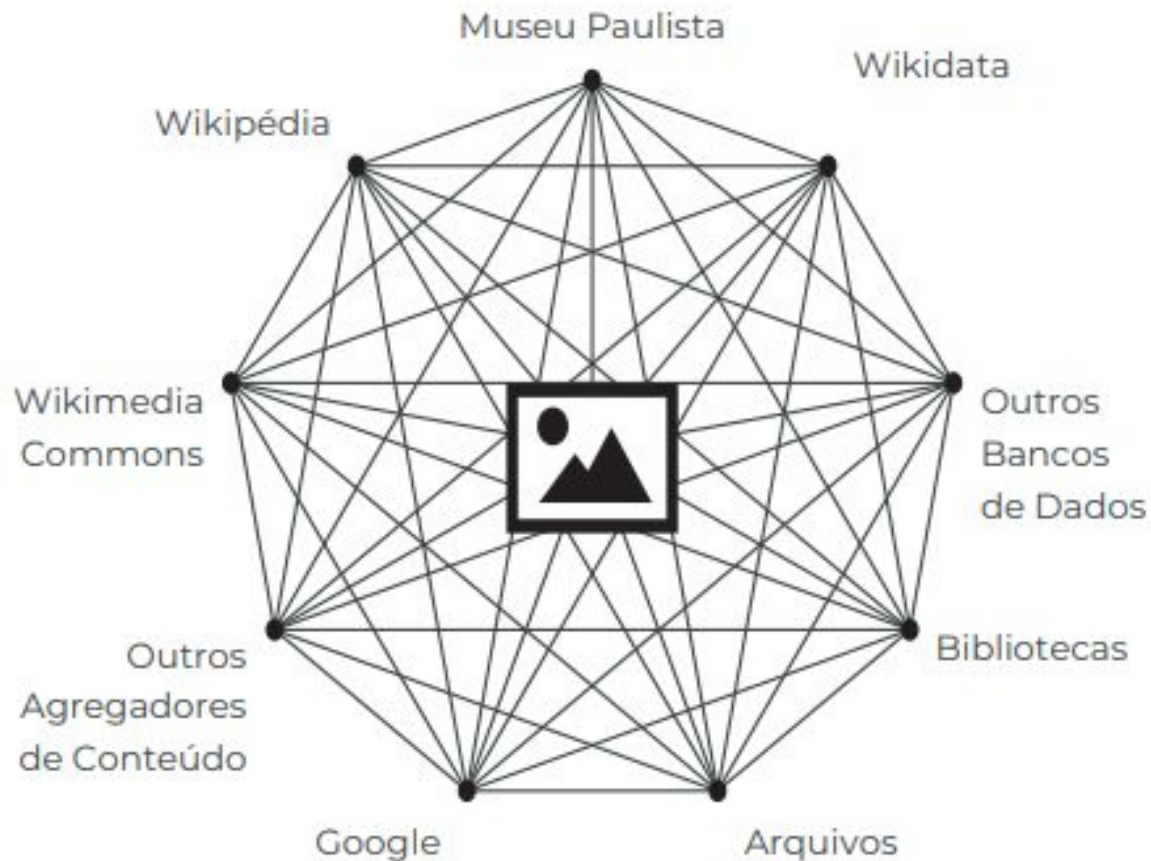 Museu Paulista
Wikidata
Wikipédia
Wikimedia
Commons
Outros
Bancos
de Dados
Outros
Agregadores
de Conteúdo
Bibliotecas
Google
Arquivos